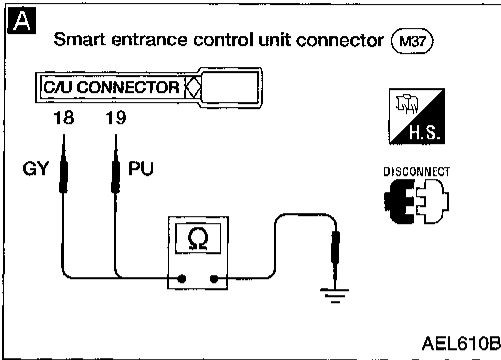 A
Smart entrance control unit connector M37
C/U CONNECTOR
18 19
H.S.
GY PU
DISCONNECT
Ω
AEL610B